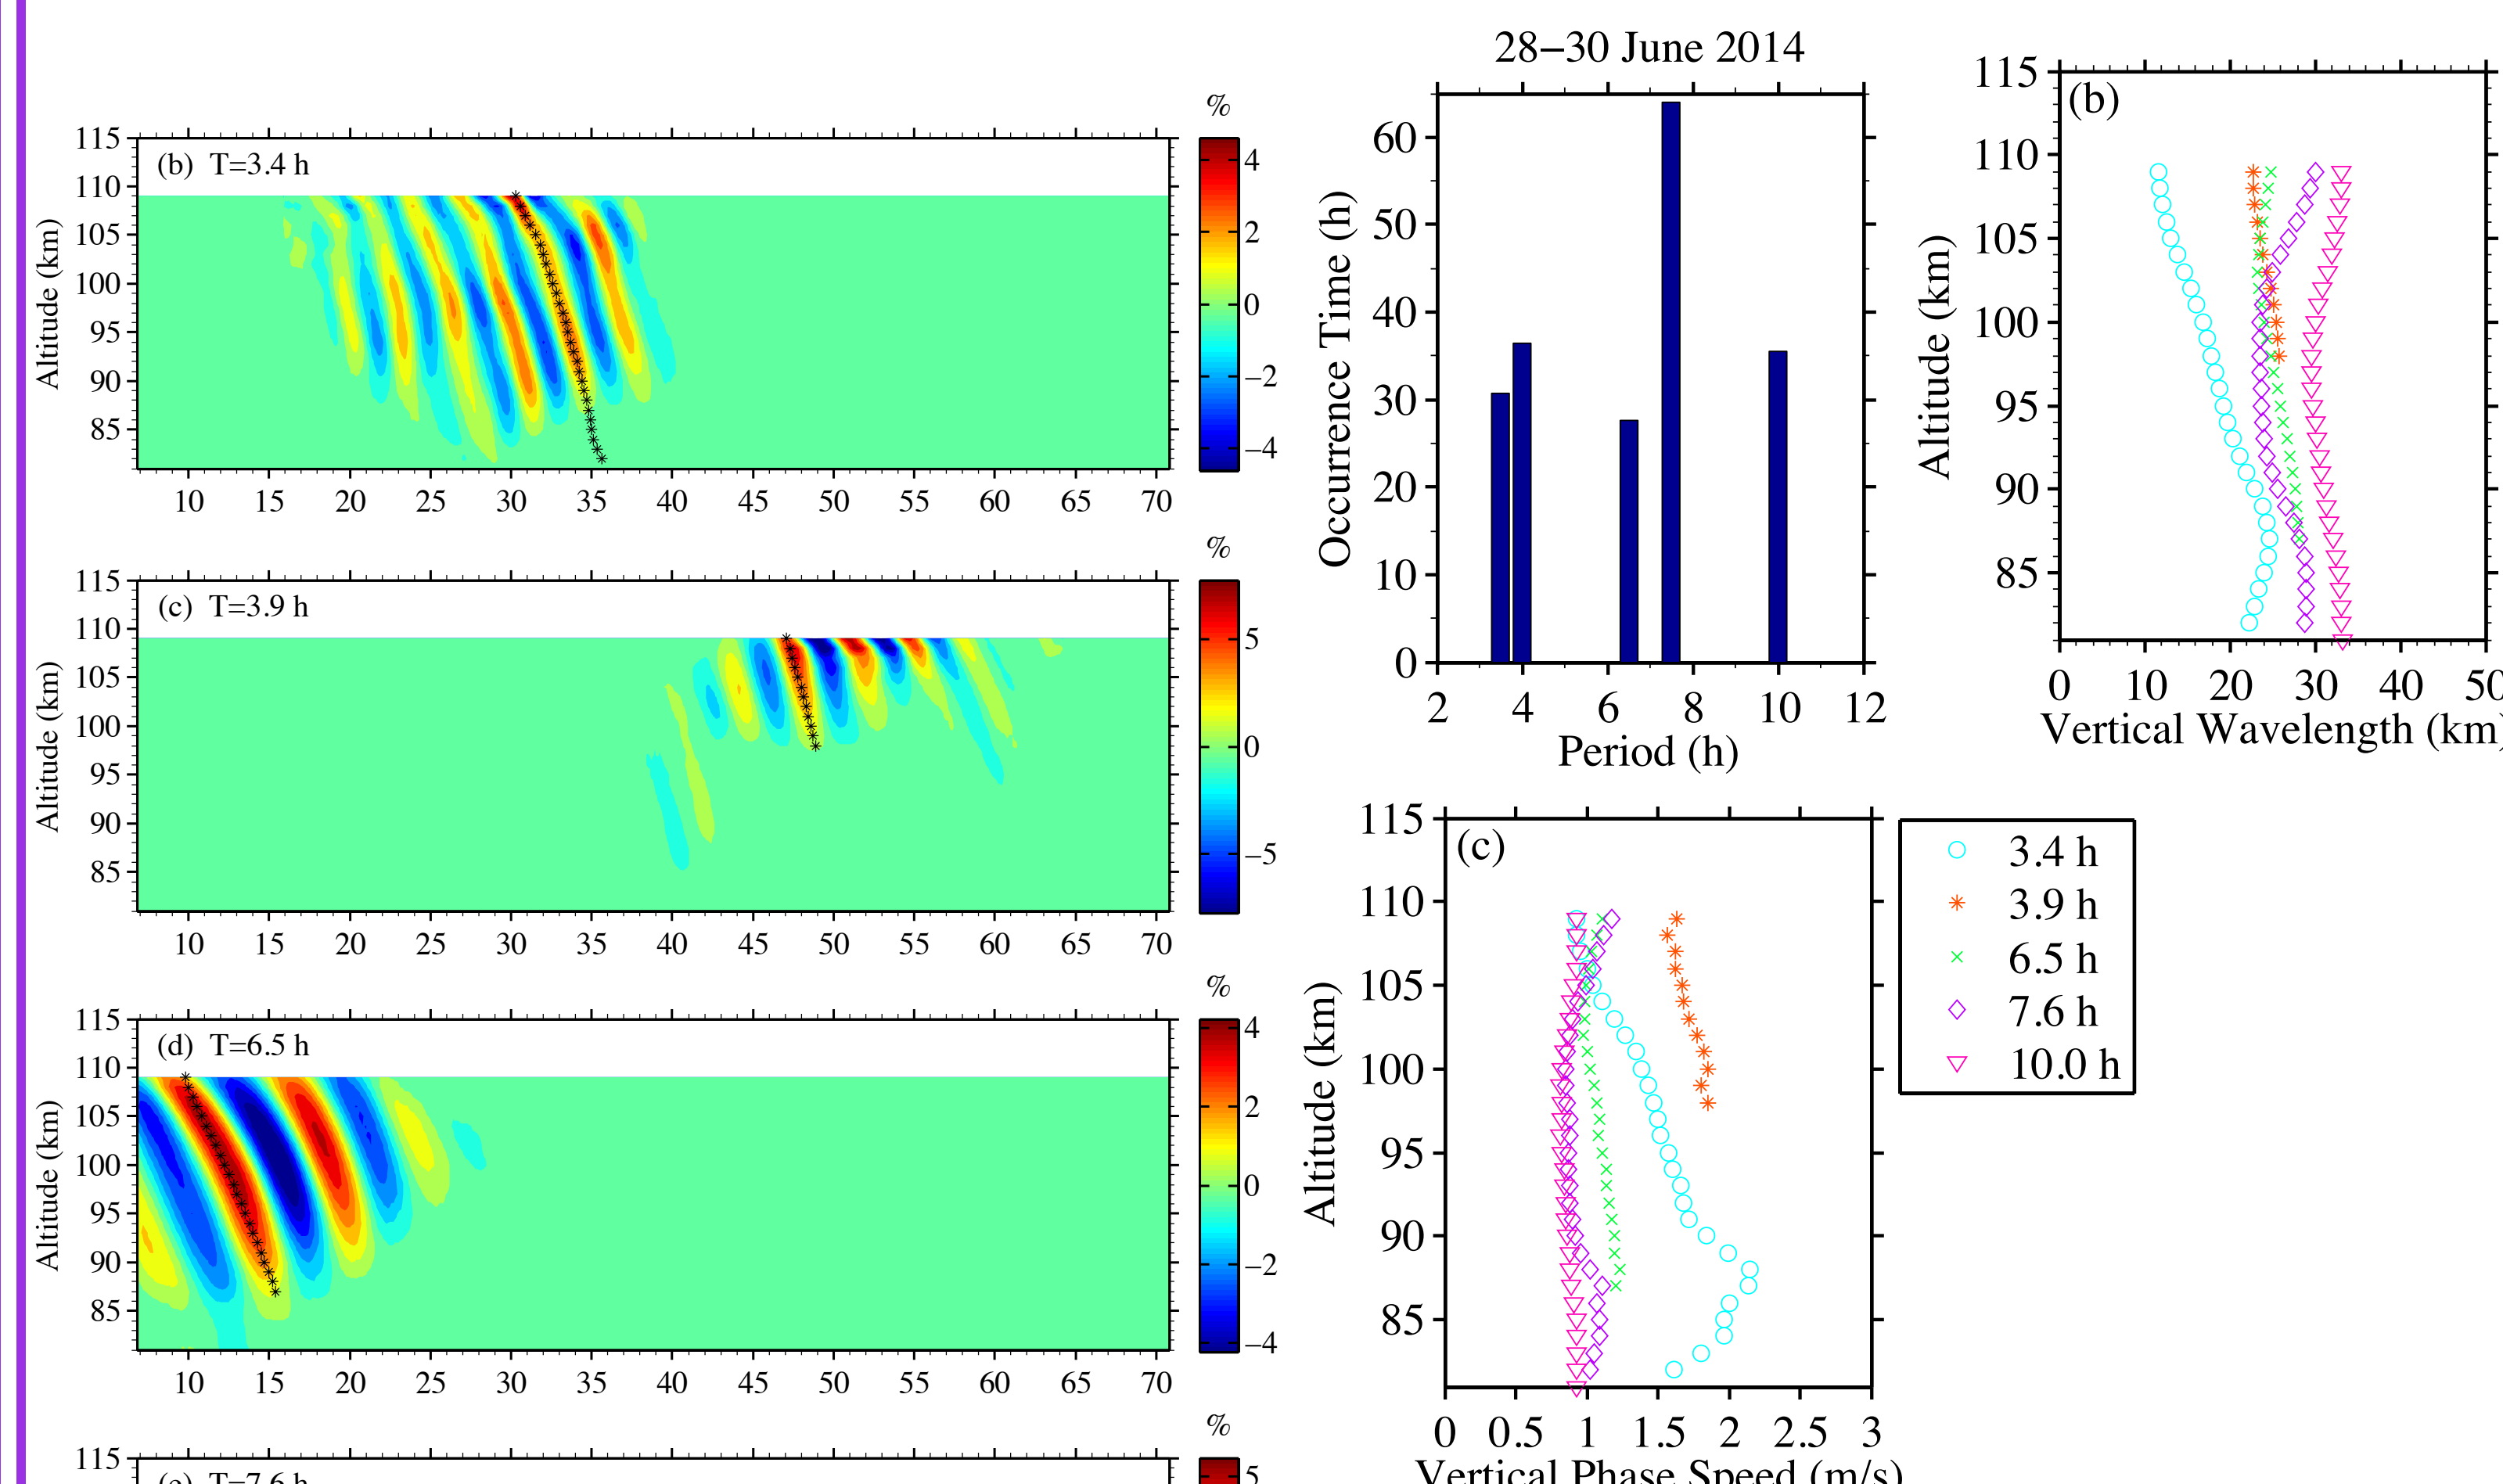 %
(b) T=3.4 h
115
110
105
100
95
90
85
Altitude (km)
10 15 20 25 30 35 40 45 50 55 60 65 70
4
2
0
−2
−4
%
(c) T=3.9 h
115
110
105
100
95
90
85
Altitude (km)
10 15 20 25 30 35 40 45 50 55 60 65 70
5
0
−5
%
(d) T=6.5 h
115
110
105
100
95
90
85
Altitude (km)
10 15 20 25 30 35 40 45 50 55 60 65 70
4
2
0
−2
−4
%
115
(e) T=7.6 h
5
28−30 June 2014
60
50
40
30
20
10
0
Occurrence Time (h)
2 4 6 8 10 12
Period (h)
(b)
115
110
105
100
95
90
85
Altitude (km)
0 10 20 30 40 50
Vertical Wavelength (km)
(c)
115
110
105
100
95
90
85
Altitude (km)
0 0.5 1 1.5 2 2.5 3
Vertical Phase Speed (m/s)
3.4 h
3.9 h
6.5 h
7.6 h
10.0 h